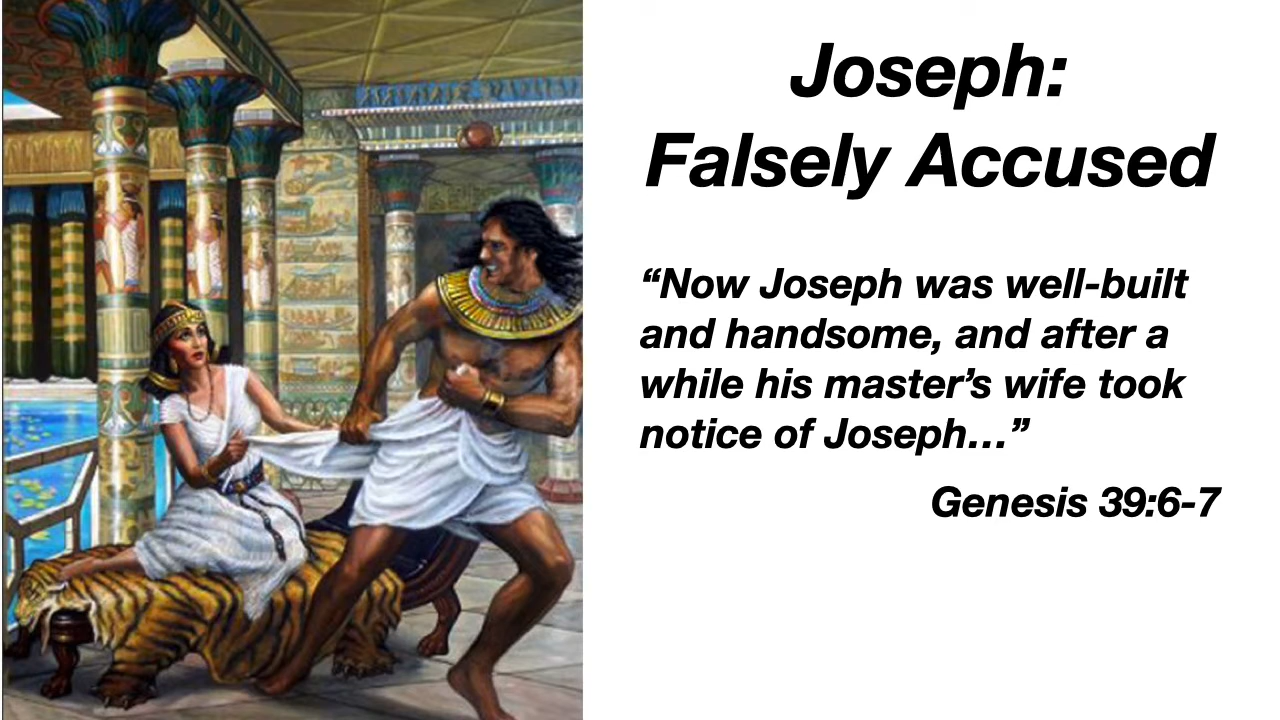 Joseph:
Falsely Accused
“Now Joseph was well-built
and handsome, and after a
while his master’s wife took
notice of Joseph...”
Genesis 39:6-7